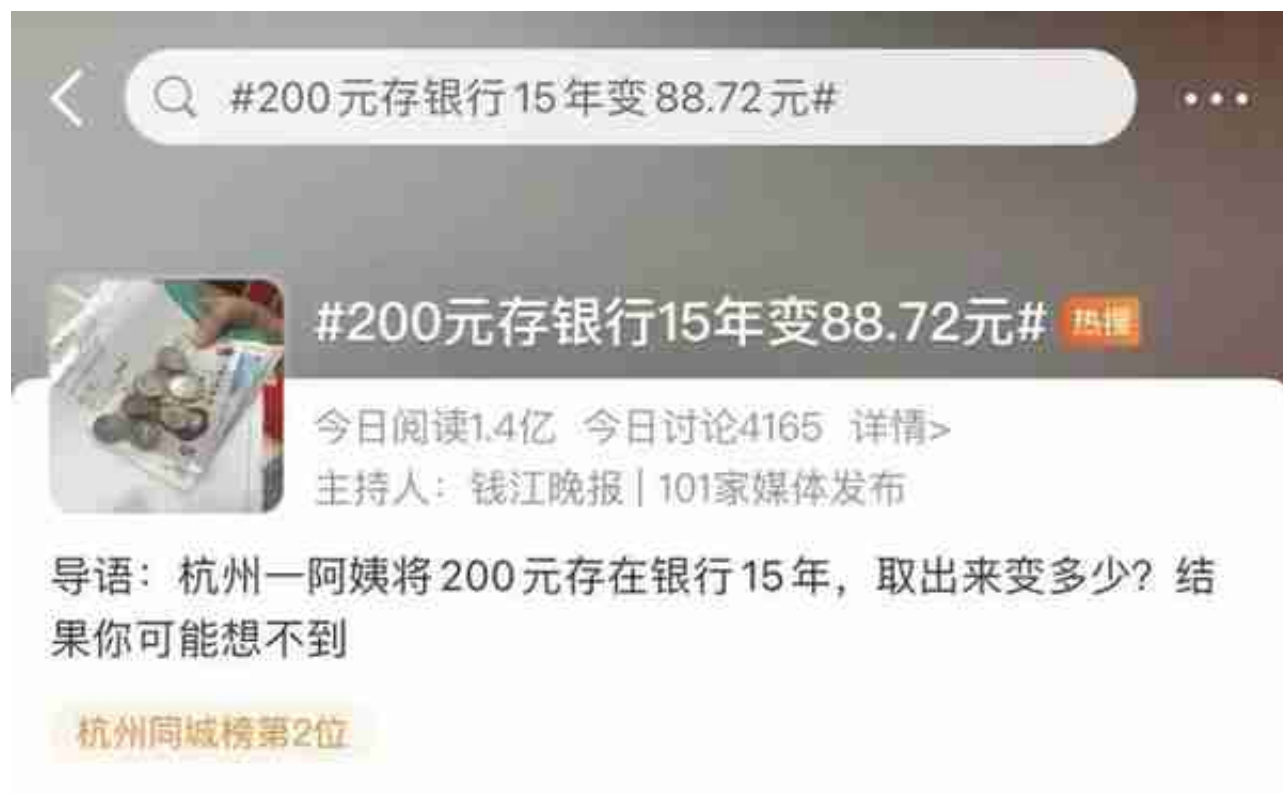 #200元存银行15年变88.72元#
#200元存银行15年变88.72元# 热搜
今日阅读1.4亿 今日讨论4165 详情>
主持人：钱江晚报 | 101家媒体发布
导语：杭州一阿姨将200元存在银行15年，取出来变多少？结
果你可能想不到
杭州同城榜第2位